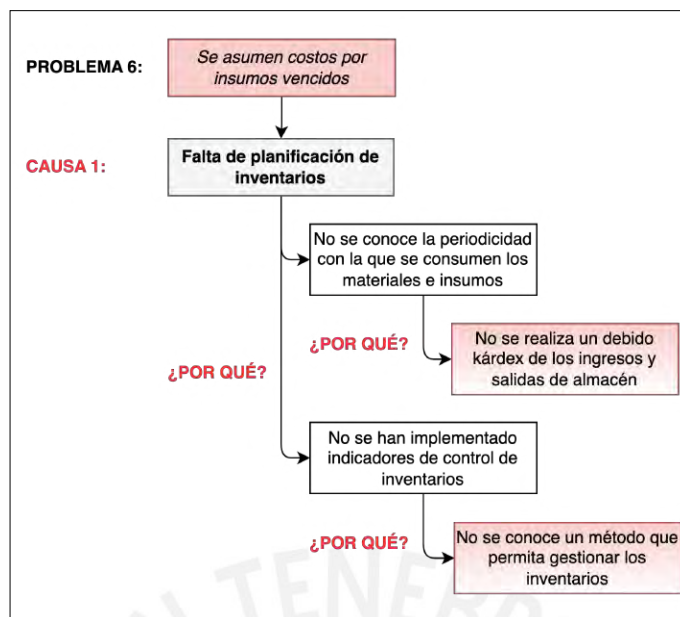 PROBLEMA 6:
Se asumen costos por
insumos vencidos
CAUSA 1:
Falta de planificación de
inventarios
No se conoce la periodicidad
con la que se consumen los
materiales e insumos
¿POR QUÉ?
No se realiza un debido
kárdex de los ingresos y
salidas de almacén
¿POR QUÉ?
No se han implementado
indicadores de control de
inventarios
¿POR QUÉ?
No se conoce un método que
permita gestionar los
inventarios